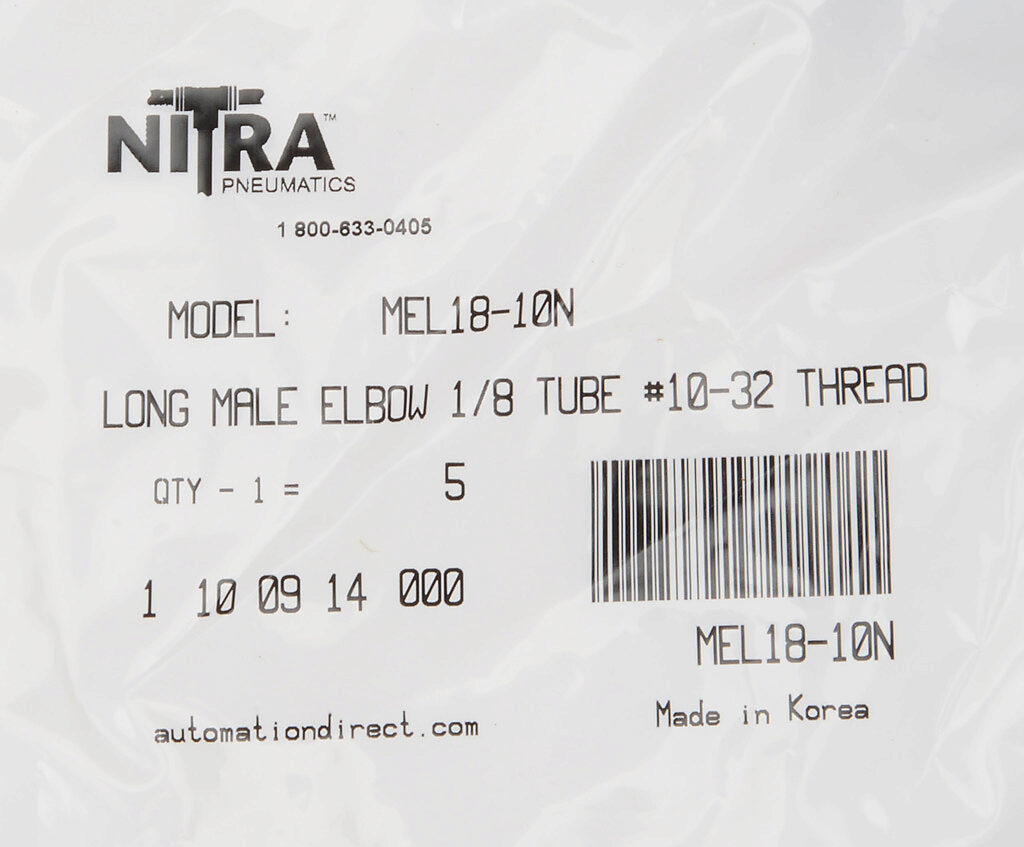 NITRA™
PNEUMATICS
1 800-633-0405
MODEL: MEL18-10N
LONG MALE ELBOW 1/8 TUBE #10-32 THREAD
QTY - 1 = 5
1 10 09 14 000
MEL18-10N
automationdirect.com
Made in Korea